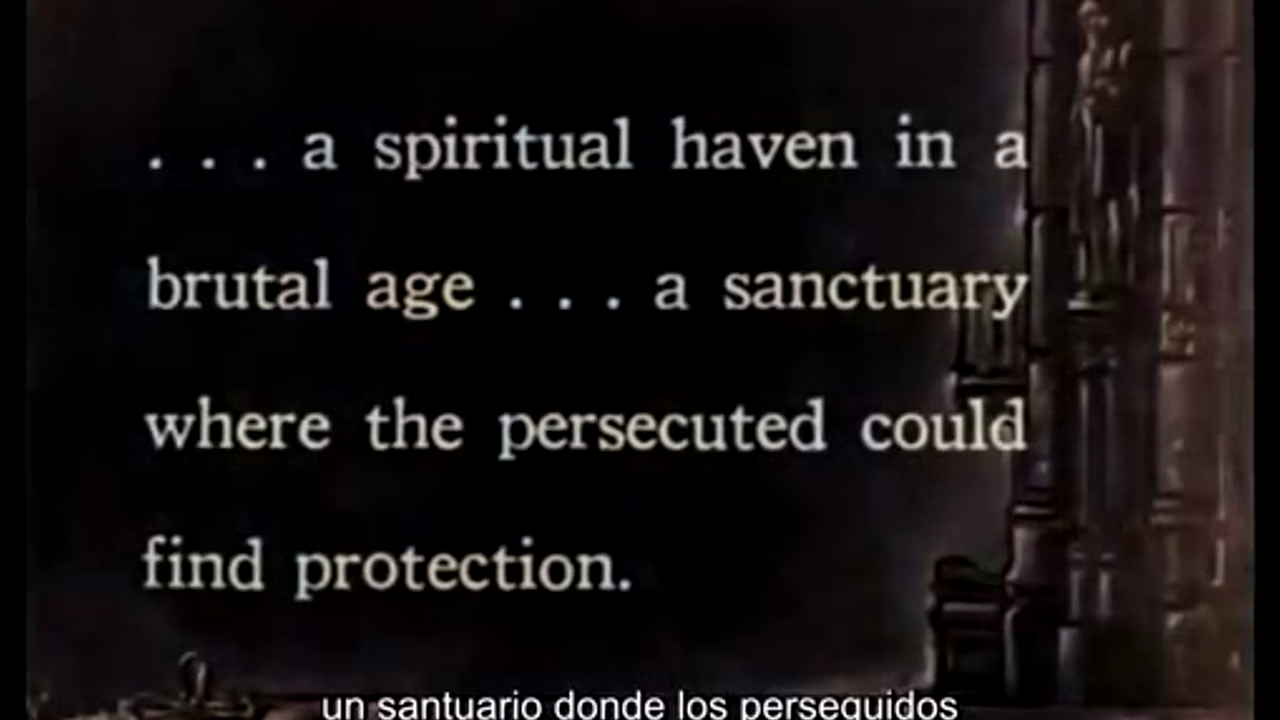 . . . a spiritual haven in a
brutal age . . . a sanctuary
where the persecuted could
find protection.
un santuario donde los perseguidos